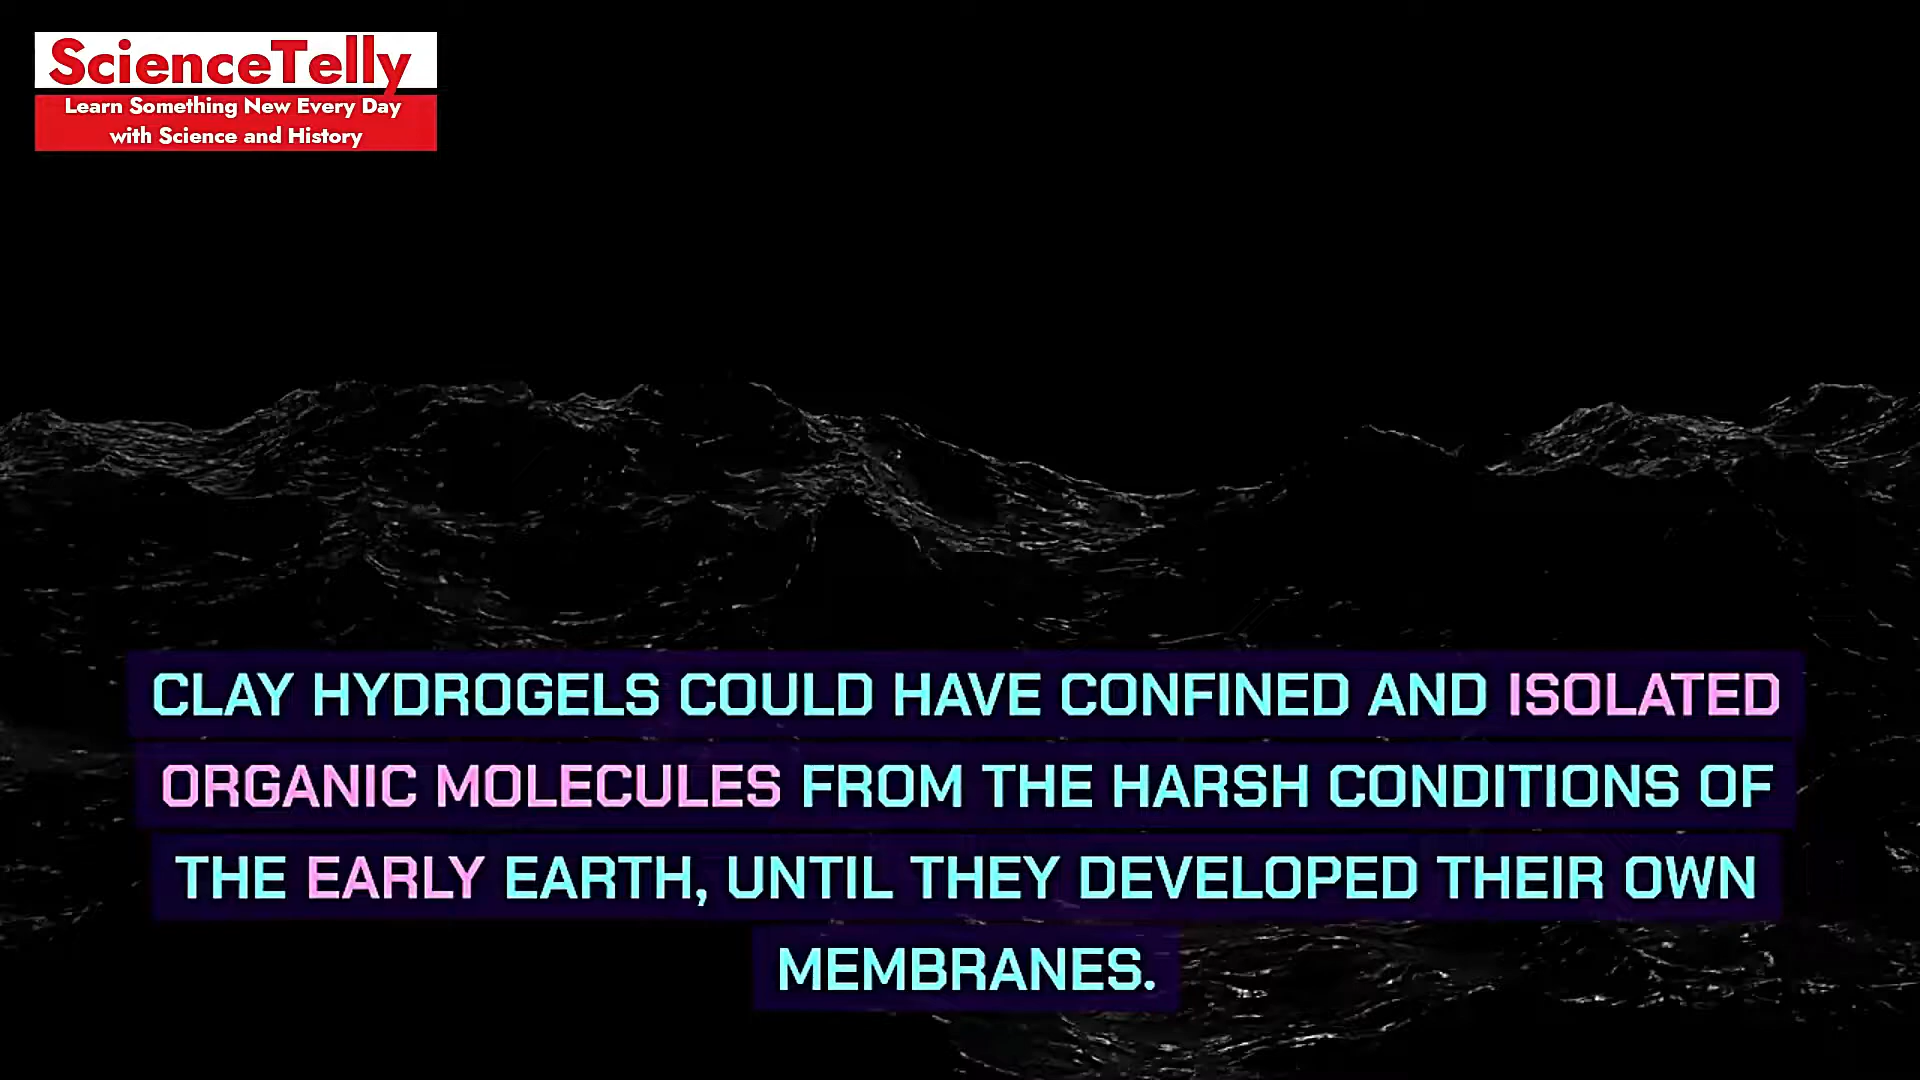 ScienceTelly
Learn Something New Every Day
with Science and History
CLAY HYDROGELS COULD HAVE CONFINED AND ISOLATED
ORGANIC MOLECULES FROM THE HARSH CONDITIONS OF
THE EARLY EARTH, UNTIL THEY DEVELOPED THEIR OWN
MEMBRANES.